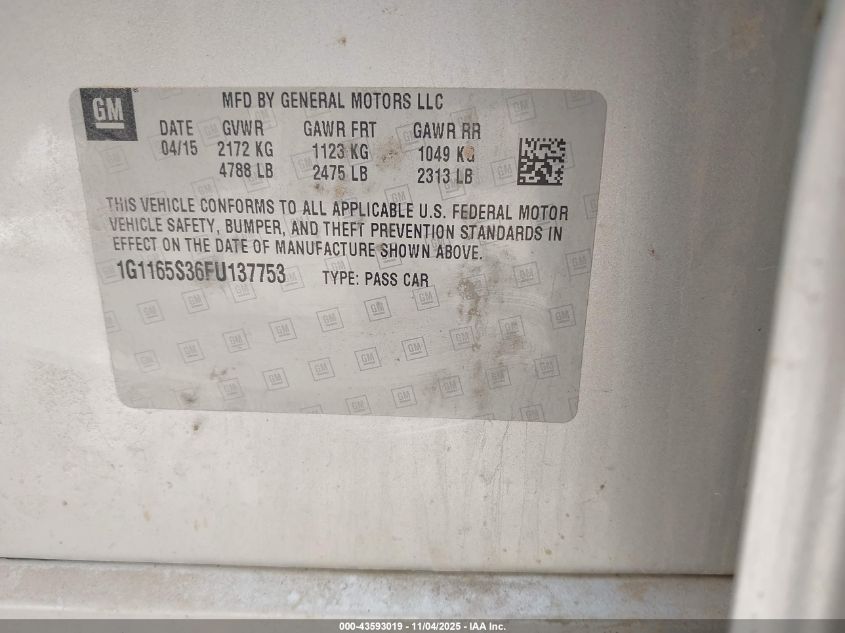 GM
MFD BY GENERAL MOTORS LLC
DATE GVWR GAWR FRT GAWR RR
04/15 2172 KG 1123 KG 1049 KG
4788 LB 2475 LB 2313 LB
THIS VEHICLE CONFORMS TO ALL APPLICABLE U.S. FEDERAL MOTOR
VEHICLE SAFETY, BUMPER, AND THEFT PREVENTION STANDARDS IN
EFFECT ON THE DATE OF MANUFACTURE SHOWN ABOVE.
1G1165S36FU137753 TYPE: PASS CAR
000-43593019 - 11/04/2025 - IAA Inc.